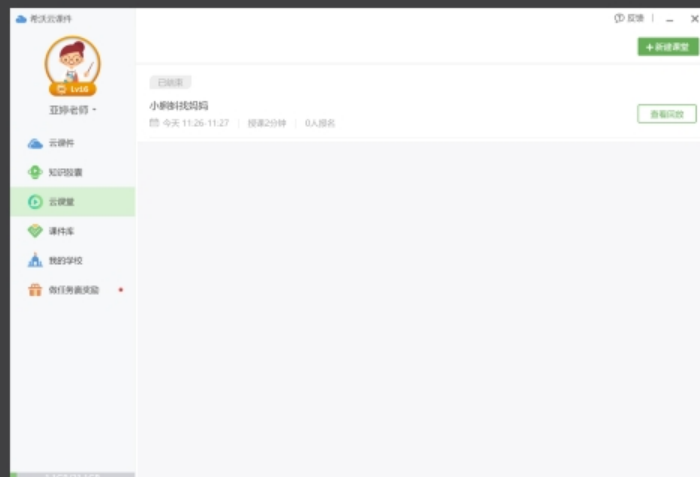 希沃云课件
反馈
Lv16
亚婷老师
云课件
知识胶囊
云课堂
课件库
我的学校
做任务赢奖励
+新建课堂
已结束
小蝌蚪找妈妈
今天 11:26-11:27 授课2分钟 0人报名
查看回放